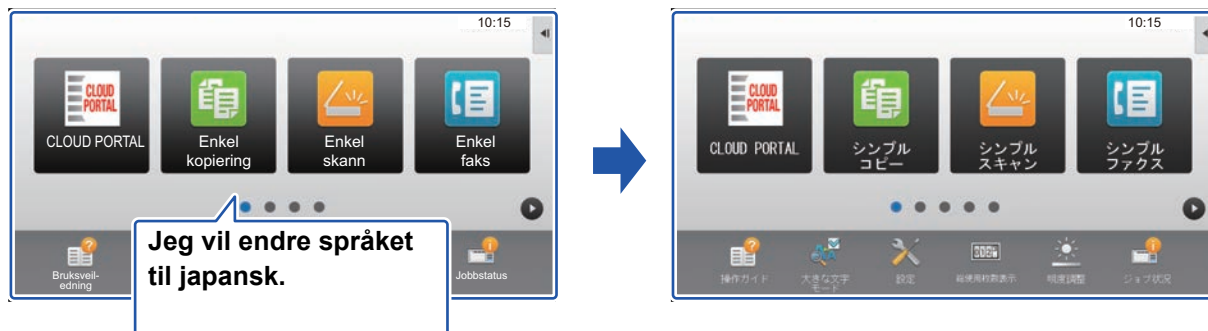 10:15
CLOUD
PORTAL
CLOUD PORTAL
Enkel
kopiering
Enkel
skann
Enkel
faks
Jeg vil endre språket
til japansk.
Bruksveil-
edning
Jobbstatus
10:15
CLOUD
PORTAL
CLOUD PORTAL
シンプル
コピー
シンプル
スキャン
シンプル
ファクス
操作ガイド
大きな文字
モード
設定
総使用枚数表示
明度調整
ジョブ状況